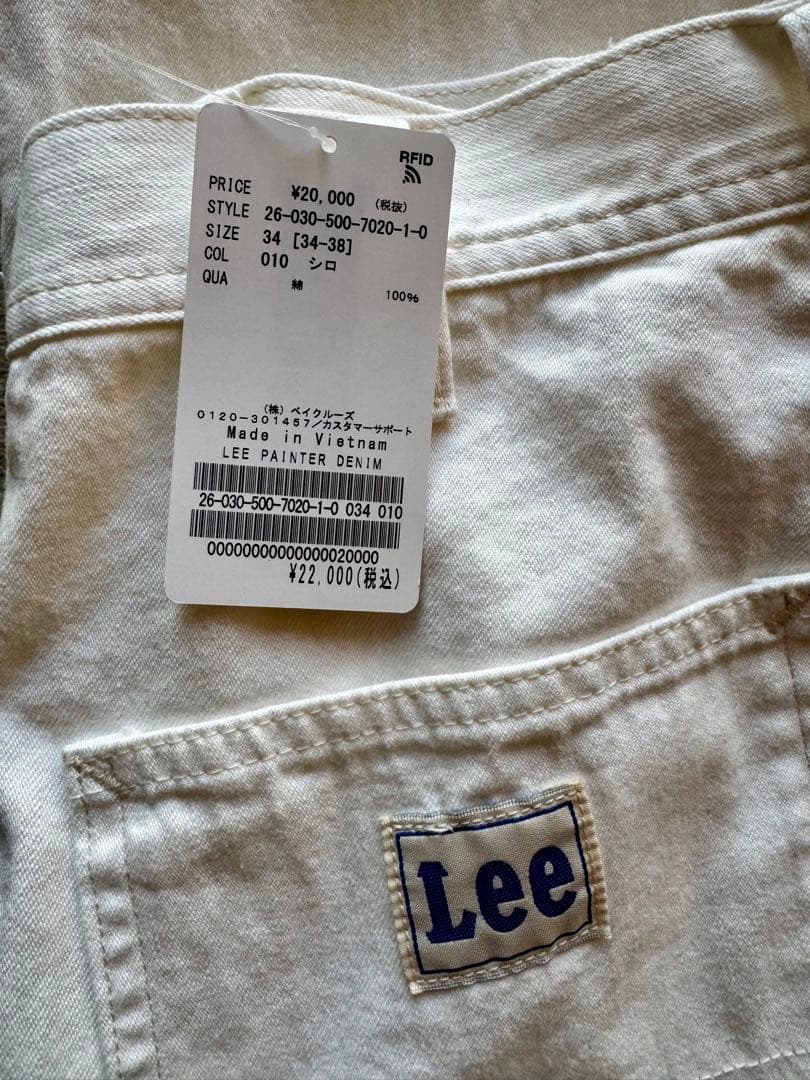 RFID
PRICE ¥20,000 (税抜)
STYLE 26-030-500-7020-1-0
SIZE 34 [34-38]
COL 010 シロ
QUA 綿 100%
(株) ベイクルーズ
0120-301457/カスタマーサポート
Made in Vietnam
LEE PAINTER DENIM
26-030-500-7020-1-0 034 010
00000000000000020000
¥22,000(税込)
Lee